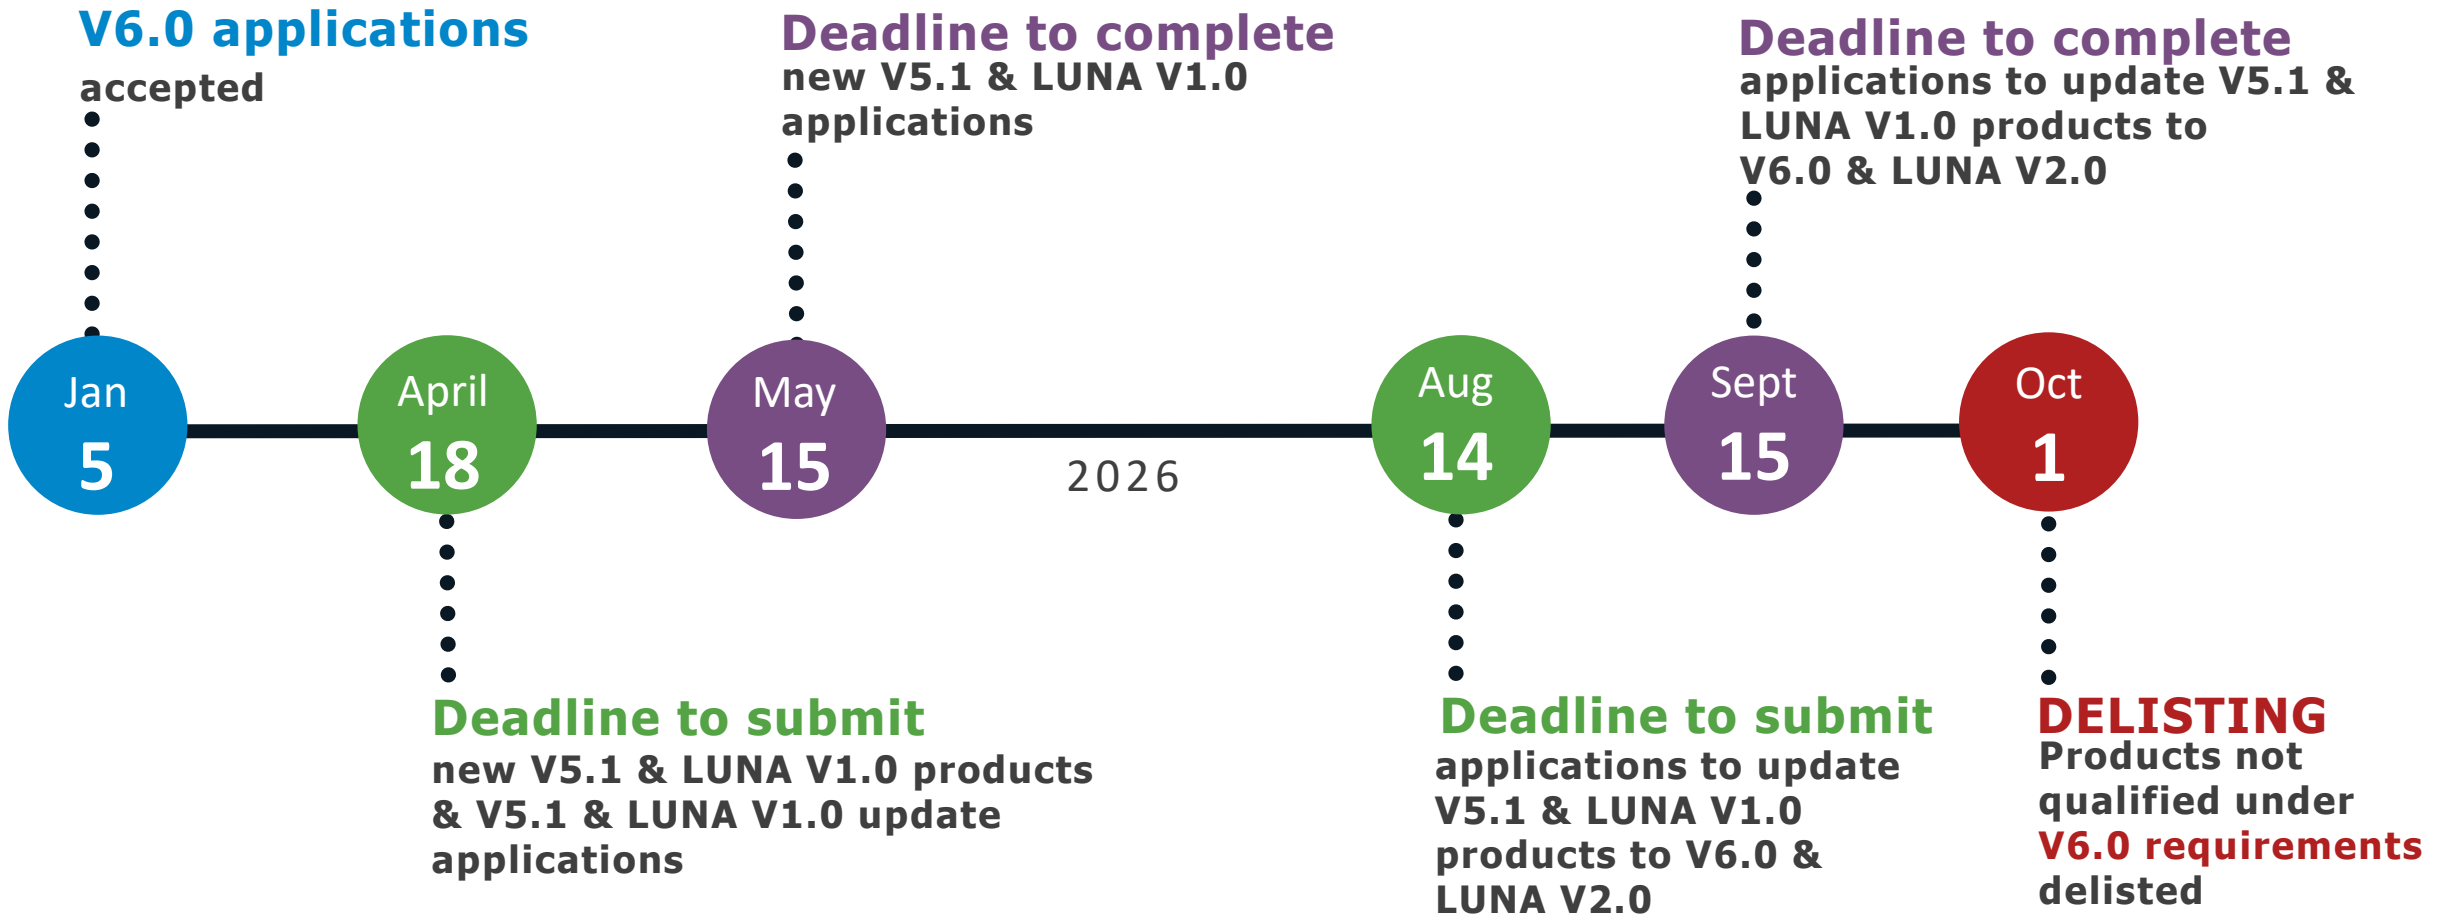 V6.0 applications
accepted
Deadline to complete
new V5.1 & LUNA V1.0
applications
Deadline to complete
applications to update V5.1 &
LUNA V1.0 products to
V6.0 & LUNA V2.0
Jan
5
April
18
May
15
2026
Aug
14
Sept
15
Oct
1
Deadline to submit
new V5.1 & LUNA V1.0 products
& V5.1 & LUNA V1.0 update
applications
Deadline to submit
applications to update
V5.1 & LUNA V1.0
products to V6.0 &
LUNA V2.0
DELISTING
Products not
qualified under
V6.0 requirements
delisted